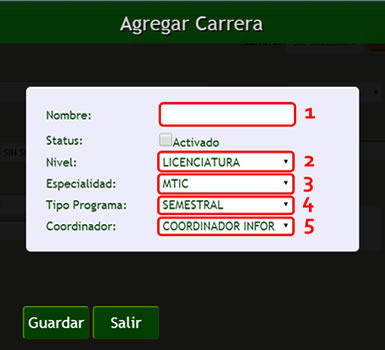 Agregar Carrera
Nombre: 1
Status: Activado
Nivel: LICENCIATURA 2
Especialidad: MTIC 3
Tipo Programa: SEMESTRAL 4
Coordinador: COORDINADOR INFOR 5
Guardar Salir